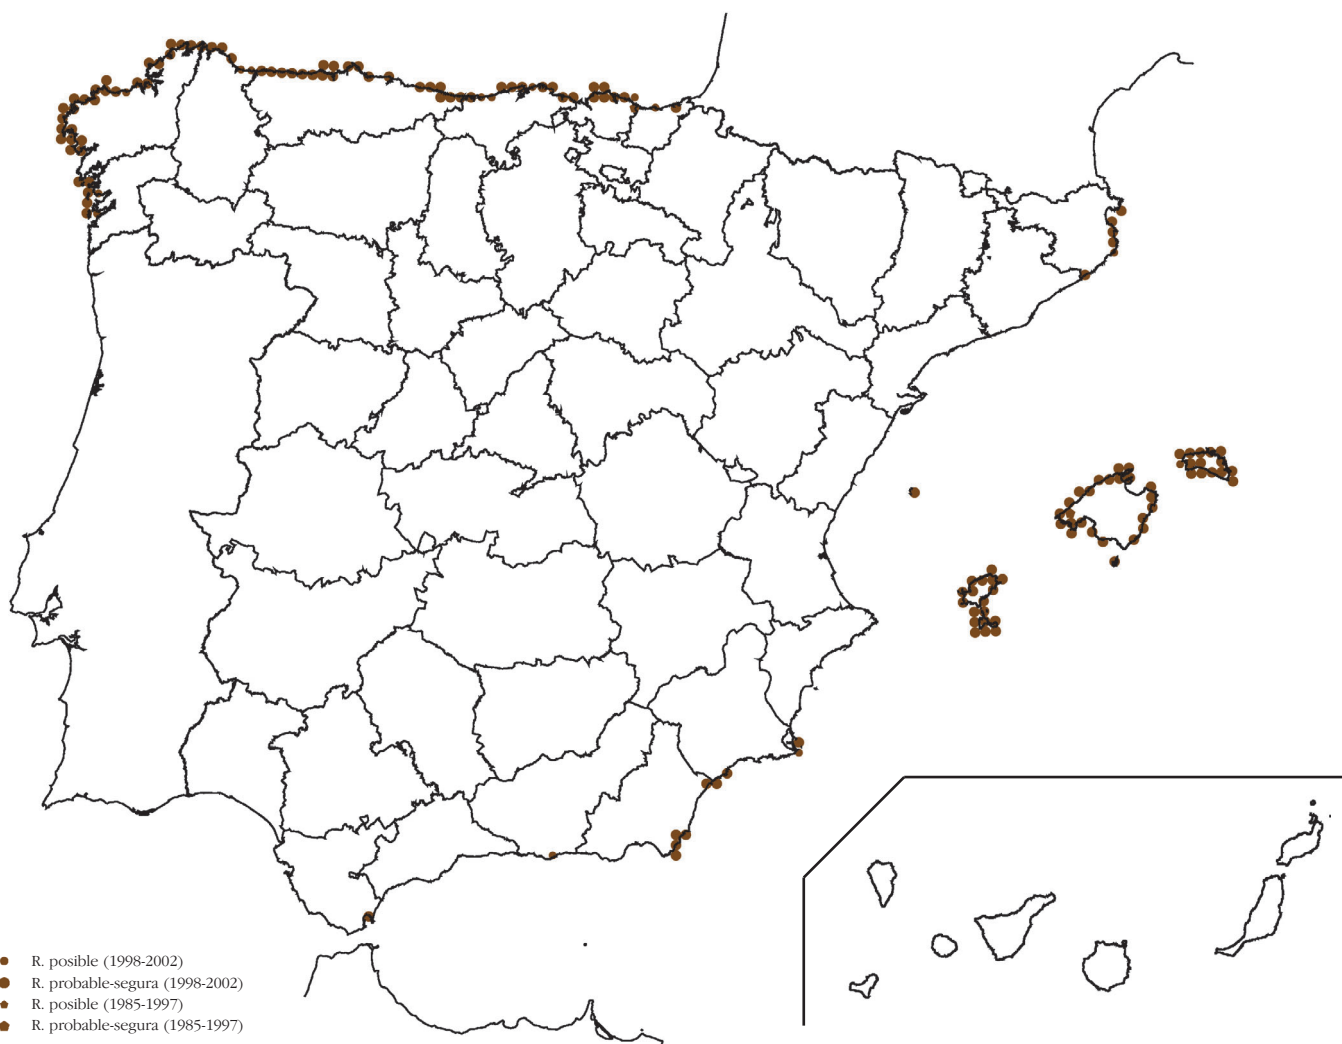 R. posible (1998-2002)
R. probable-segura (1998-2002)
R. posible (1985-1997)
R. probable-segura (1985-1997)